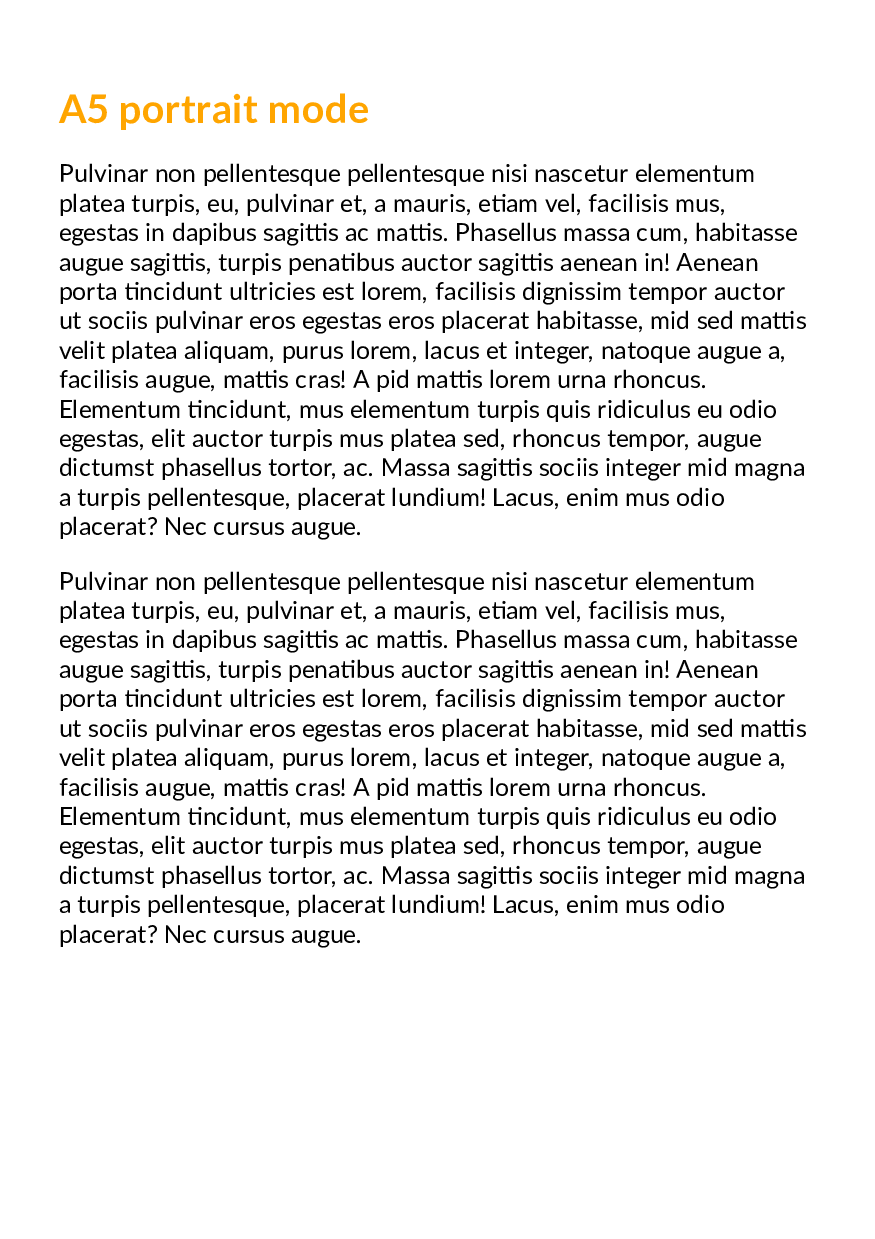 A5 portrait mode
Pulvinar non pellentesque pellentesque nisi nascetur elementum
platea turpis, eu, pulvinar et, a mauris, etiam vel, facilisis mus,
egestas in dapibus sagittis ac mattis. Phasellus massa cum, habitasse
augue sagittis, turpis penatibus auctor sagittis aenean in! Aenean
porta tincidunt ultricies est lorem, facilisis dignissim tempor auctor
ut sociis pulvinar eros egestas eros placerat habitasse, mid sed mattis
velit platea aliquam, purus lorem, lacus et integer, natoque augue a,
facilisis augue, mattis cras! A pid mattis lorem urna rhoncus.
Elementum tincidunt, mus elementum turpis quis ridiculus eu odio
egestas, elit auctor turpis mus platea sed, rhoncus tempor, augue
dictumst phasellus tortor, ac. Massa sagittis sociis integer mid magna
a turpis pellentesque, placerat lundium! Lacus, enim mus odio
placerat? Nec cursus augue.
Pulvinar non pellentesque pellentesque nisi nascetur elementum
platea turpis, eu, pulvinar et, a mauris, etiam vel, facilisis mus,
egestas in dapibus sagittis ac mattis. Phasellus massa cum, habitasse
augue sagittis, turpis penatibus auctor sagittis aenean in! Aenean
porta tincidunt ultricies est lorem, facilisis dignissim tempor auctor
ut sociis pulvinar eros egestas eros placerat habitasse, mid sed mattis
velit platea aliquam, purus lorem, lacus et integer, natoque augue a,
facilisis augue, mattis cras! A pid mattis lorem urna rhoncus.
Elementum tincidunt, mus elementum turpis quis ridiculus eu odio
egestas, elit auctor turpis mus platea sed, rhoncus tempor, augue
dictumst phasellus tortor, ac. Massa sagittis sociis integer mid magna
a turpis pellentesque, placerat lundium! Lacus, enim mus odio
placerat? Nec cursus augue.